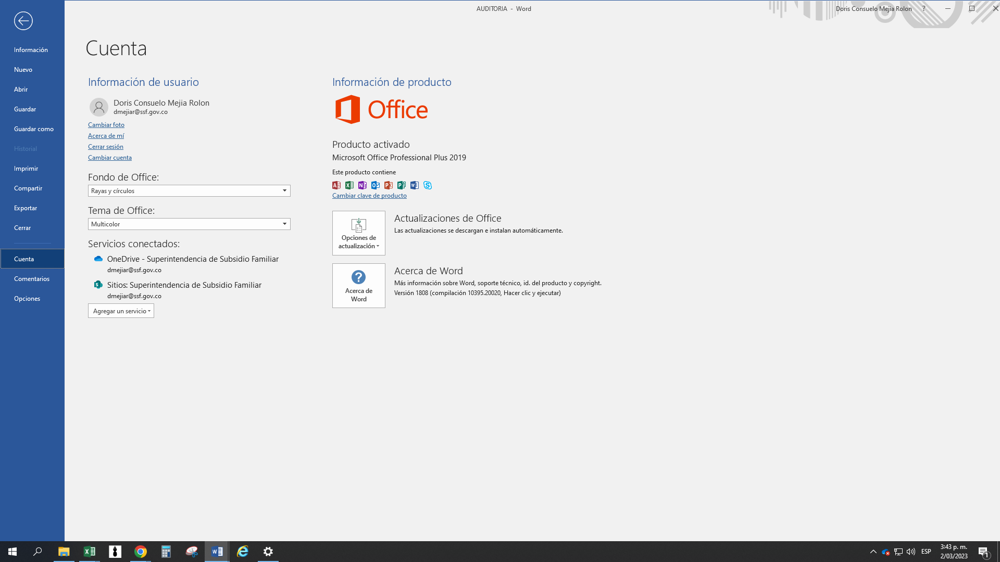 AUDITORIA - Word
Doris Consuelo Mejia Rolon
?
Información
Nuevo
Abrir
Guardar
Guardar como
Historial
Imprimir
Compartir
Exportar
Cerrar
Cuenta
Comentarios
Opciones
Cuenta
Información de usuario
Doris Consuelo Mejia Rolon
dmejiar@ssf.gov.co
Cambiar foto
Acerca de mí
Cerrar sesión
Cambiar cuenta
Fondo de Office:
Rayas y círculos
Tema de Office:
Multicolor
Servicios conectados:
OneDrive - Superintendencia de Subsidio Familiar
dmejiar@ssf.gov.co
Sitios: Superintendencia de Subsidio Familiar
dmejiar@ssf.gov.co
Agregar un servicio
Información de producto
Office
Producto activado
Microsoft Office Professional Plus 2019
Este producto contiene
Cambiar clave de producto
Opciones de
actualización
Actualizaciones de Office
Las actualizaciones se descargan e instalan automáticamente.
?
Acerca de
Word
Acerca de Word
Más información sobre Word, soporte técnico, id. del producto y copyright.
Versión 1808 (compilación 10395.20020, Hacer clic y ejecutar)
ESP
3:43 p. m.
2/03/2023
1